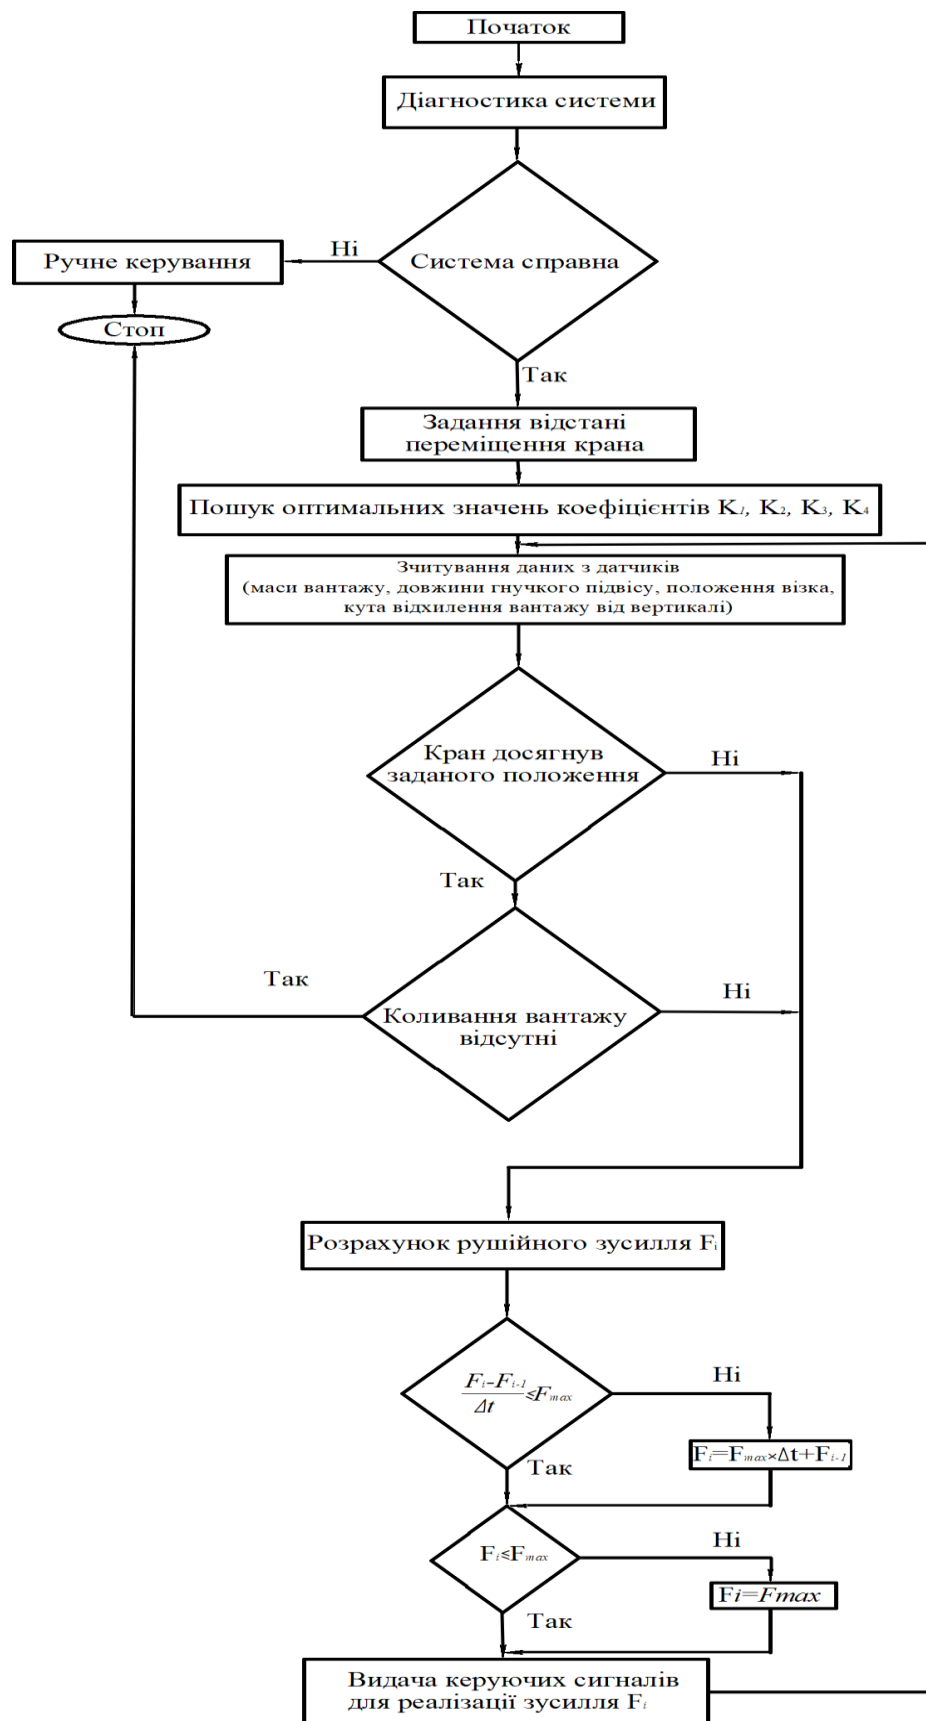 Початок
Діагностика системи
Система справна
Ні
Ручне керування
Стоп
Так
Задання відстані
переміщення крана
Пошук оптимальних значень коефіцієнтів K₁, K₂, K₃, K₄
Зчитування даних з датчиків
(маси вантажу, довжини гнучкого підвісу, положення візка,
кута відхилення вантажу від вертикалі)
Кран досягнув
заданого положення
Ні
Так
Так
Коливання вантажу
відсутні
Ні
Розрахунок рушійного зусилля Fᵢ
(Fᵢ–Fᵢ₋₁)/Δt≤F_max
Ні
Fᵢ=F_max×Δt+Fᵢ₋₁
Так
Fᵢ≤F_max
Ні
Fi=Fmax
Так
Видача керуючих сигналів
для реалізації зусилля Fᵢ